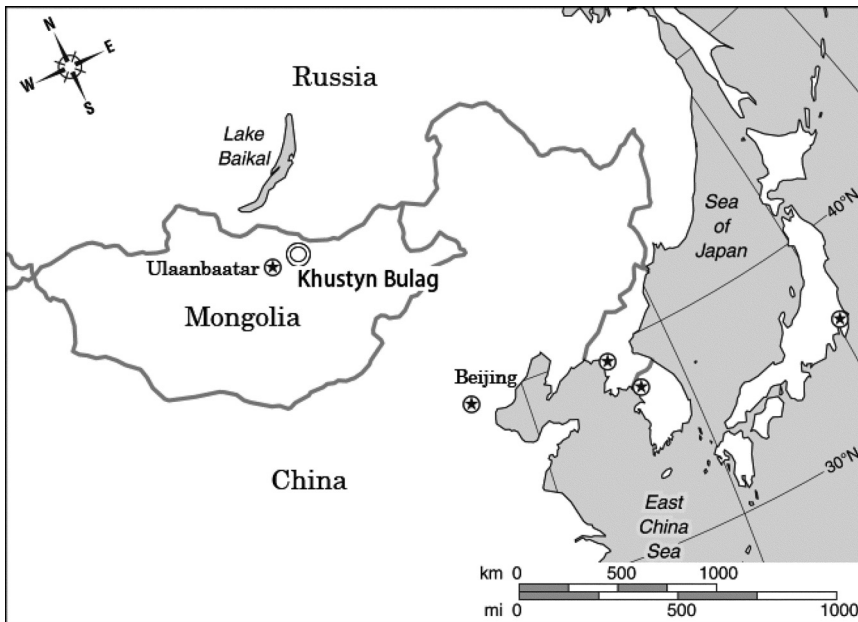 N
E
W
S
Russia
Lake
Baikal
Sea
of
Japan
40°N
Ulaanbaatar
Khustyn Bulag
Mongolia
Beijing
China
30°N
East
China
Sea
km 0 500 1000
mi 0 500 1000